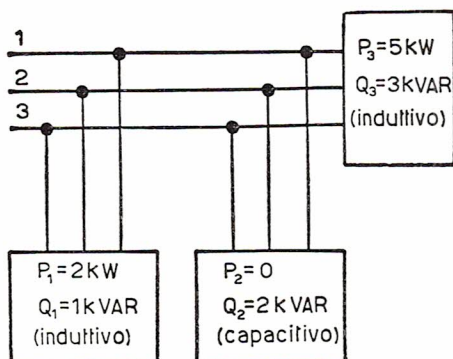 1
2
3
P₃=5kW
Q₃=3kVAR
(induttivo)
P₁=2kW
Q₁=1kVAR
(induttivo)
P₂=0
Q₂=2kVAR
(capacitivo)